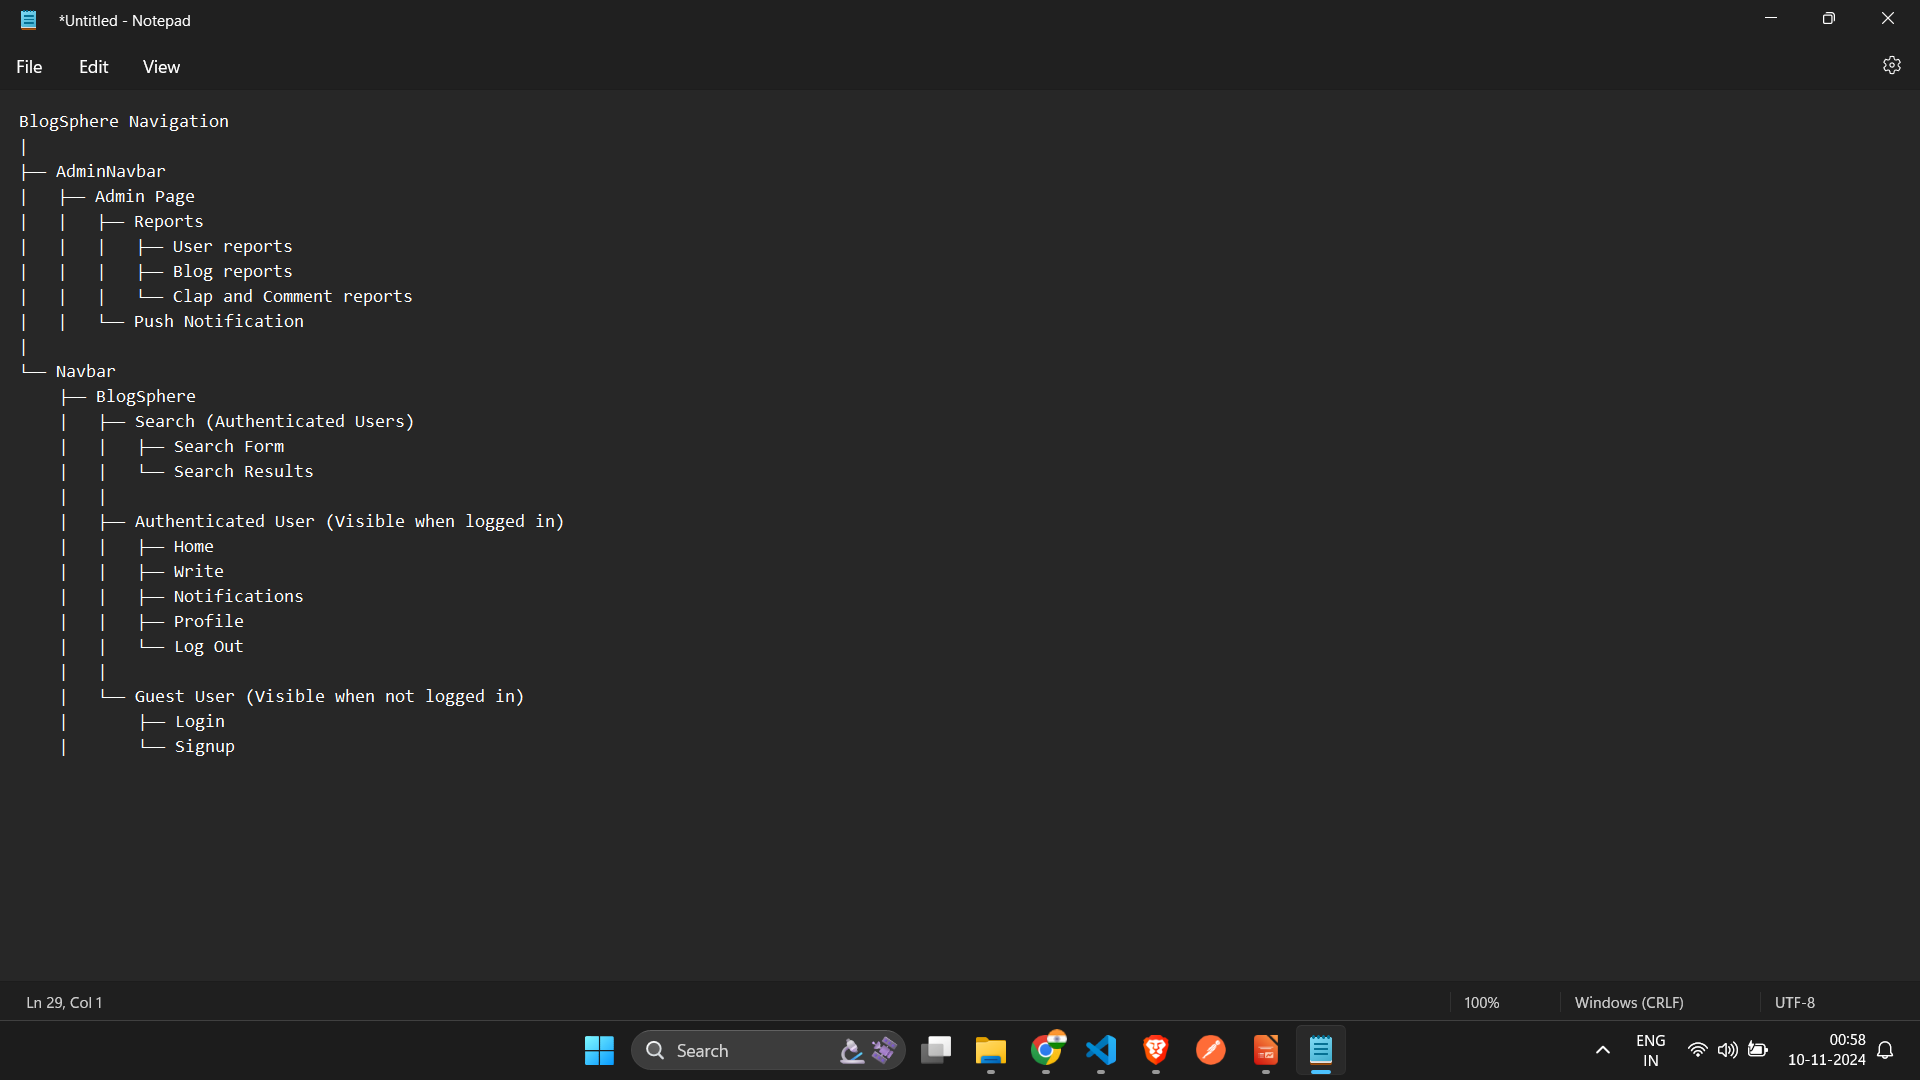 *Untitled - Notepad
File Edit View
BlogSphere Navigation
│
├── AdminNavbar
│   ├── Admin Page
│   │   ├── Reports
│   │   │   ├── User reports
│   │   │   ├── Blog reports
│   │   │   └── Clap and Comment reports
│   │   └── Push Notification
│
└── Navbar
    ├── BlogSphere
    │   ├── Search (Authenticated Users)
    │   │   ├── Search Form
    │   │   └── Search Results
    │   │
    │   ├── Authenticated User (Visible when logged in)
    │   │   ├── Home
    │   │   ├── Write
    │   │   ├── Notifications
    │   │   ├── Profile
    │   │   └── Log Out
    │   │
    │   └── Guest User (Visible when not logged in)
    │       ├── Login
    │       └── Signup
Ln 29, Col 1 100% Windows (CRLF) UTF-8
Search
ENG
IN
00:58
10-11-2024